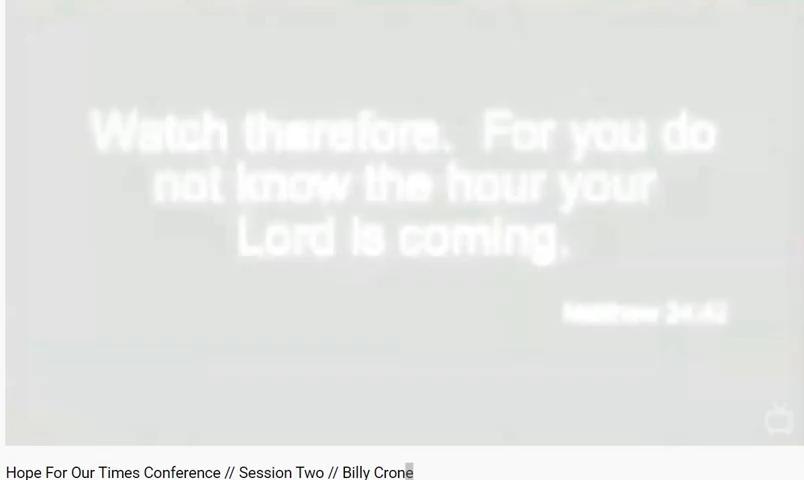 Watch therefore. For you do
not know the hour your
Lord is coming.
Matthew 24:42
Hope For Our Times Conference // Session Two // Billy Crone